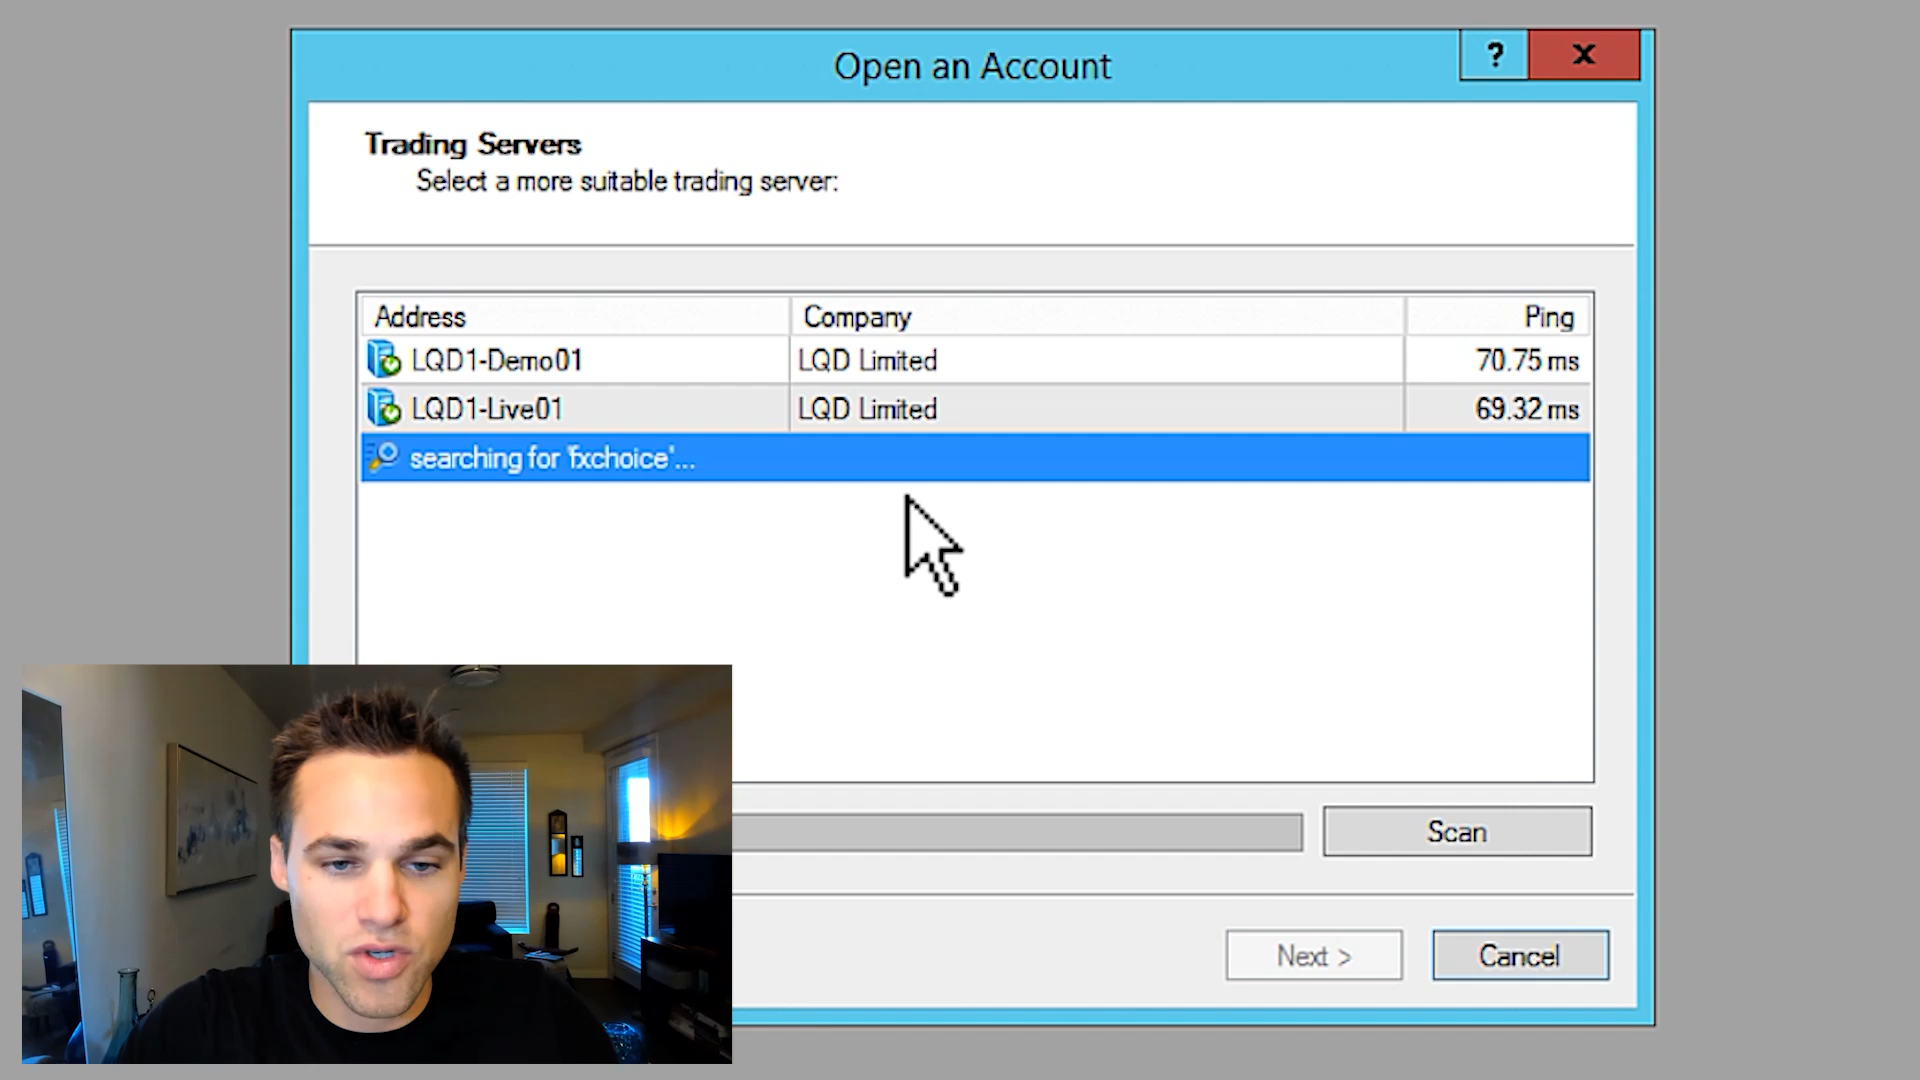 Open an Account
?
x
Trading Servers
Select a more suitable trading server:
Address Company Ping
LQD1-Demo01 LQD Limited 70.75 ms
LQD1-Live01 LQD Limited 69.32 ms
searching for 'fxchoice'...
Scan
Next >
Cancel